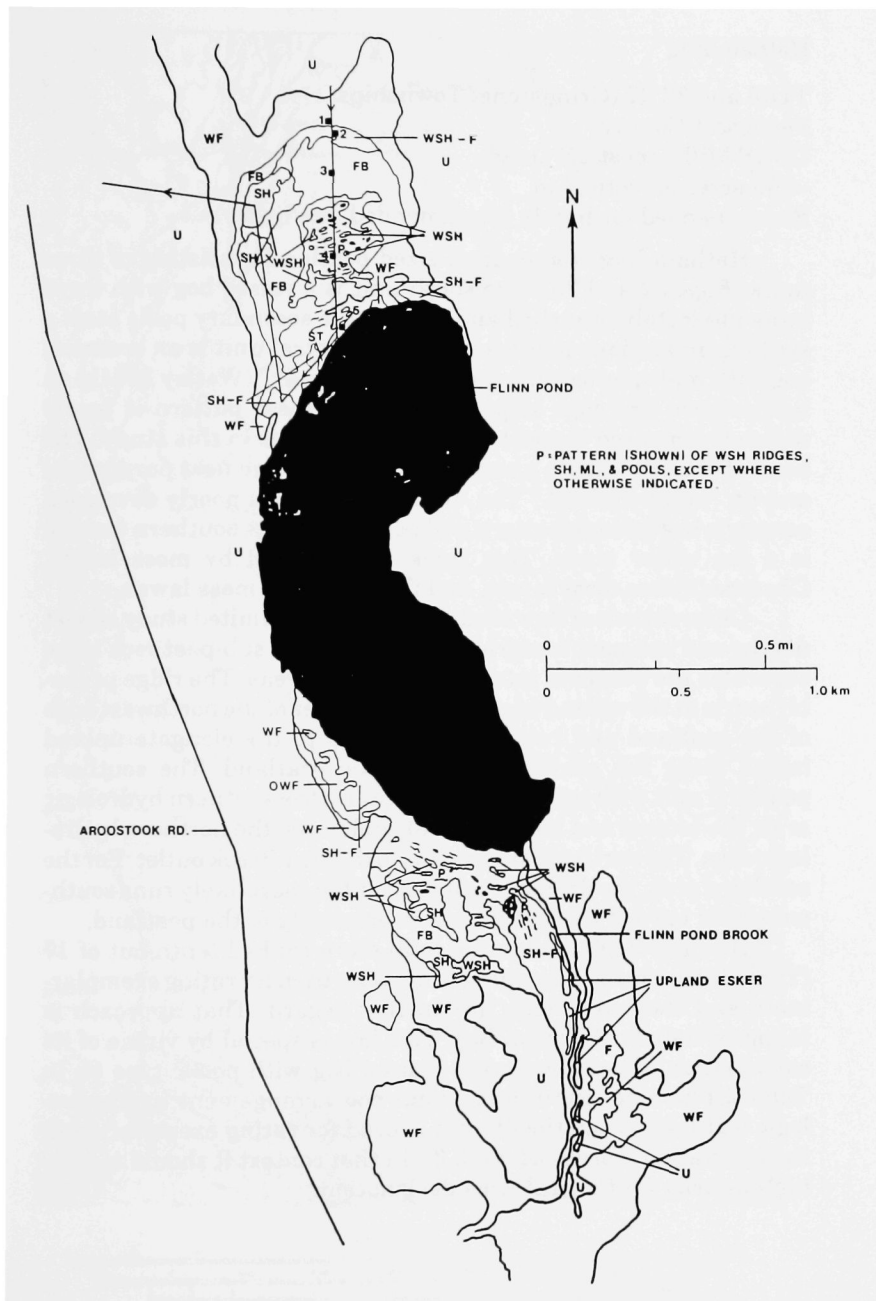 U
1
WF
2
WSH-F
U
FB
3
FB
SH
N
U
WSH
P
SH
WSH
4
WF
FB
SH-F
5
ST
FLINN POND
SH-F
WF
P=PATTERN (SHOWN) OF WSH RIDGES,
SH, ML, & POOLS, EXCEPT WHERE
OTHERWISE INDICATED.
U
U
0.5 mi
0
0 0.5 1.0 km
WF
OWF
AROOSTOOK RD.
WF
SH-F
P
WSH
WSH
WF
WF
SH
P
FLINN POND BROOK
FB
SH-F
SH
WSH
WSH
UPLAND ESKER
WF
WF
F
WF
U
WF
WF
U
U